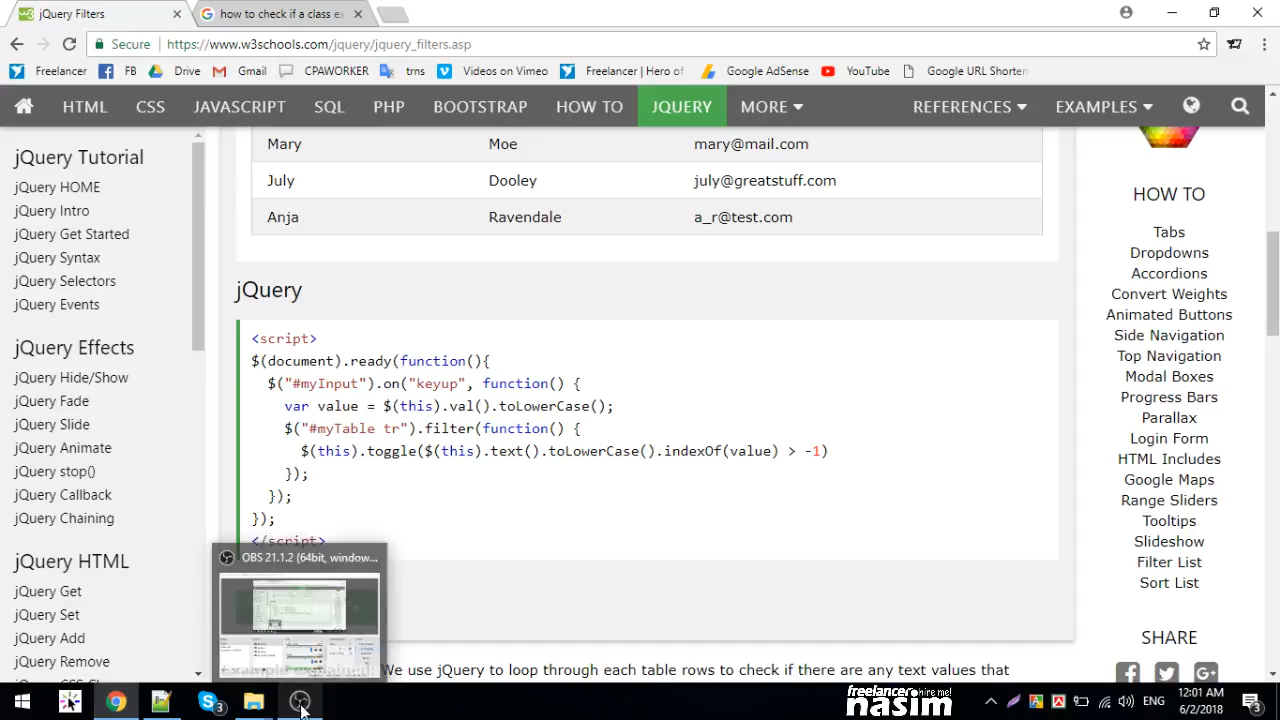 jQuery Filters
how to check if a class ex
Secure
https://www.w3schools.com/jquery/jquery_filters.asp
Freelancer
FB
Drive
Gmail
CPAWORKER
trns
Videos on Vimeo
Freelancer | Hero of
Google AdSense
YouTube
Google URL Shorten
HTML
CSS
JAVASCRIPT
SQL
PHP
BOOTSTRAP
HOW TO
JQUERY
MORE
REFERENCES
EXAMPLES
jQuery Tutorial
jQuery HOME
jQuery Intro
jQuery Get Started
jQuery Syntax
jQuery Selectors
jQuery Events
jQuery Effects
jQuery Hide/Show
jQuery Fade
jQuery Slide
jQuery Animate
jQuery stop()
jQuery Callback
jQuery Chaining
jQuery HTML
jQuery Get
jQuery Set
jQuery Add
jQuery Remove
Mary Moe mary@mail.com
July Dooley july@greatstuff.com
Anja Ravendale a_r@test.com
jQuery
<script>
$(document).ready(function(){
$("#myInput").on("keyup", function() {
var value = $(this).val().toLowerCase();
$("#myTable tr").filter(function() {
$(this).toggle($(this).text().toLowerCase().indexOf(value) > -1)
});
});
});
</script>
OBS 21.1.2 (64bit, window...
Example explained: We use jQuery to loop through each table rows to check if there are any text values that
HOW TO
Tabs
Dropdowns
Accordions
Convert Weights
Animated Buttons
Side Navigation
Top Navigation
Modal Boxes
Progress Bars
Parallax
Login Form
HTML Includes
Google Maps
Range Sliders
Tooltips
Slideshow
Filter List
Sort List
SHARE
3
freelancer hire me!
nasim
ENG
12:01 AM
6/2/2018
3